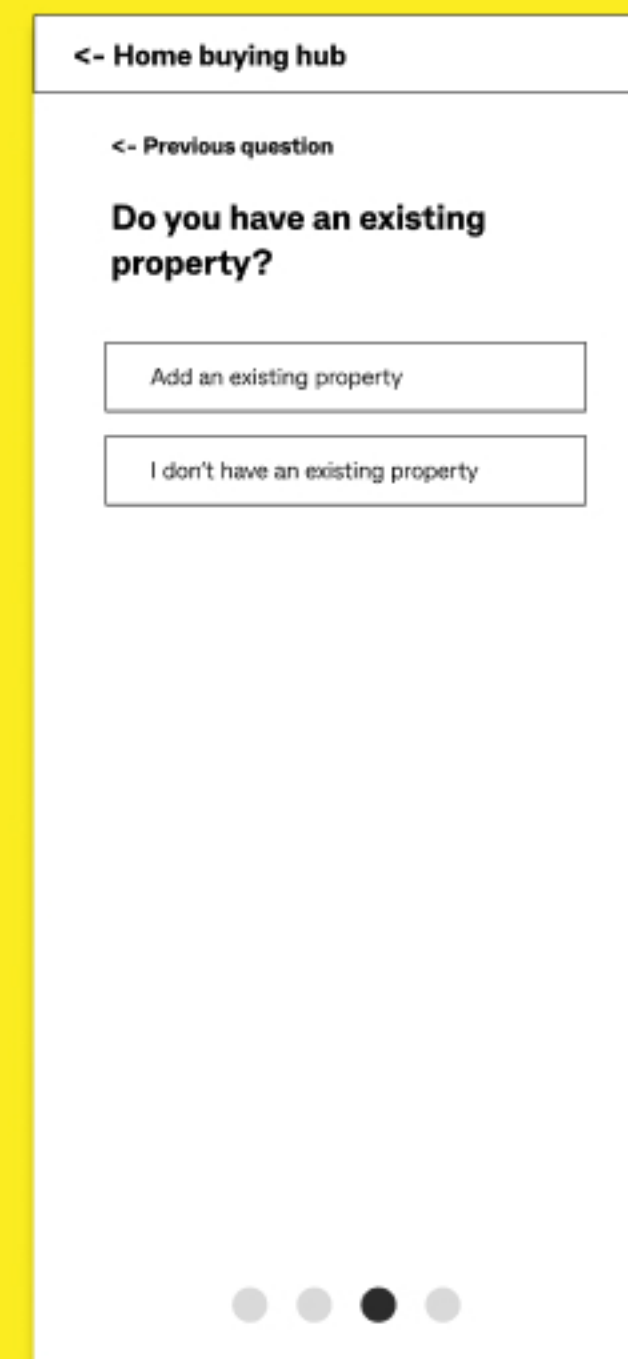 <- Home buying hub
<- Previous question
Do you have an existing
property?
Add an existing property
I don't have an existing property